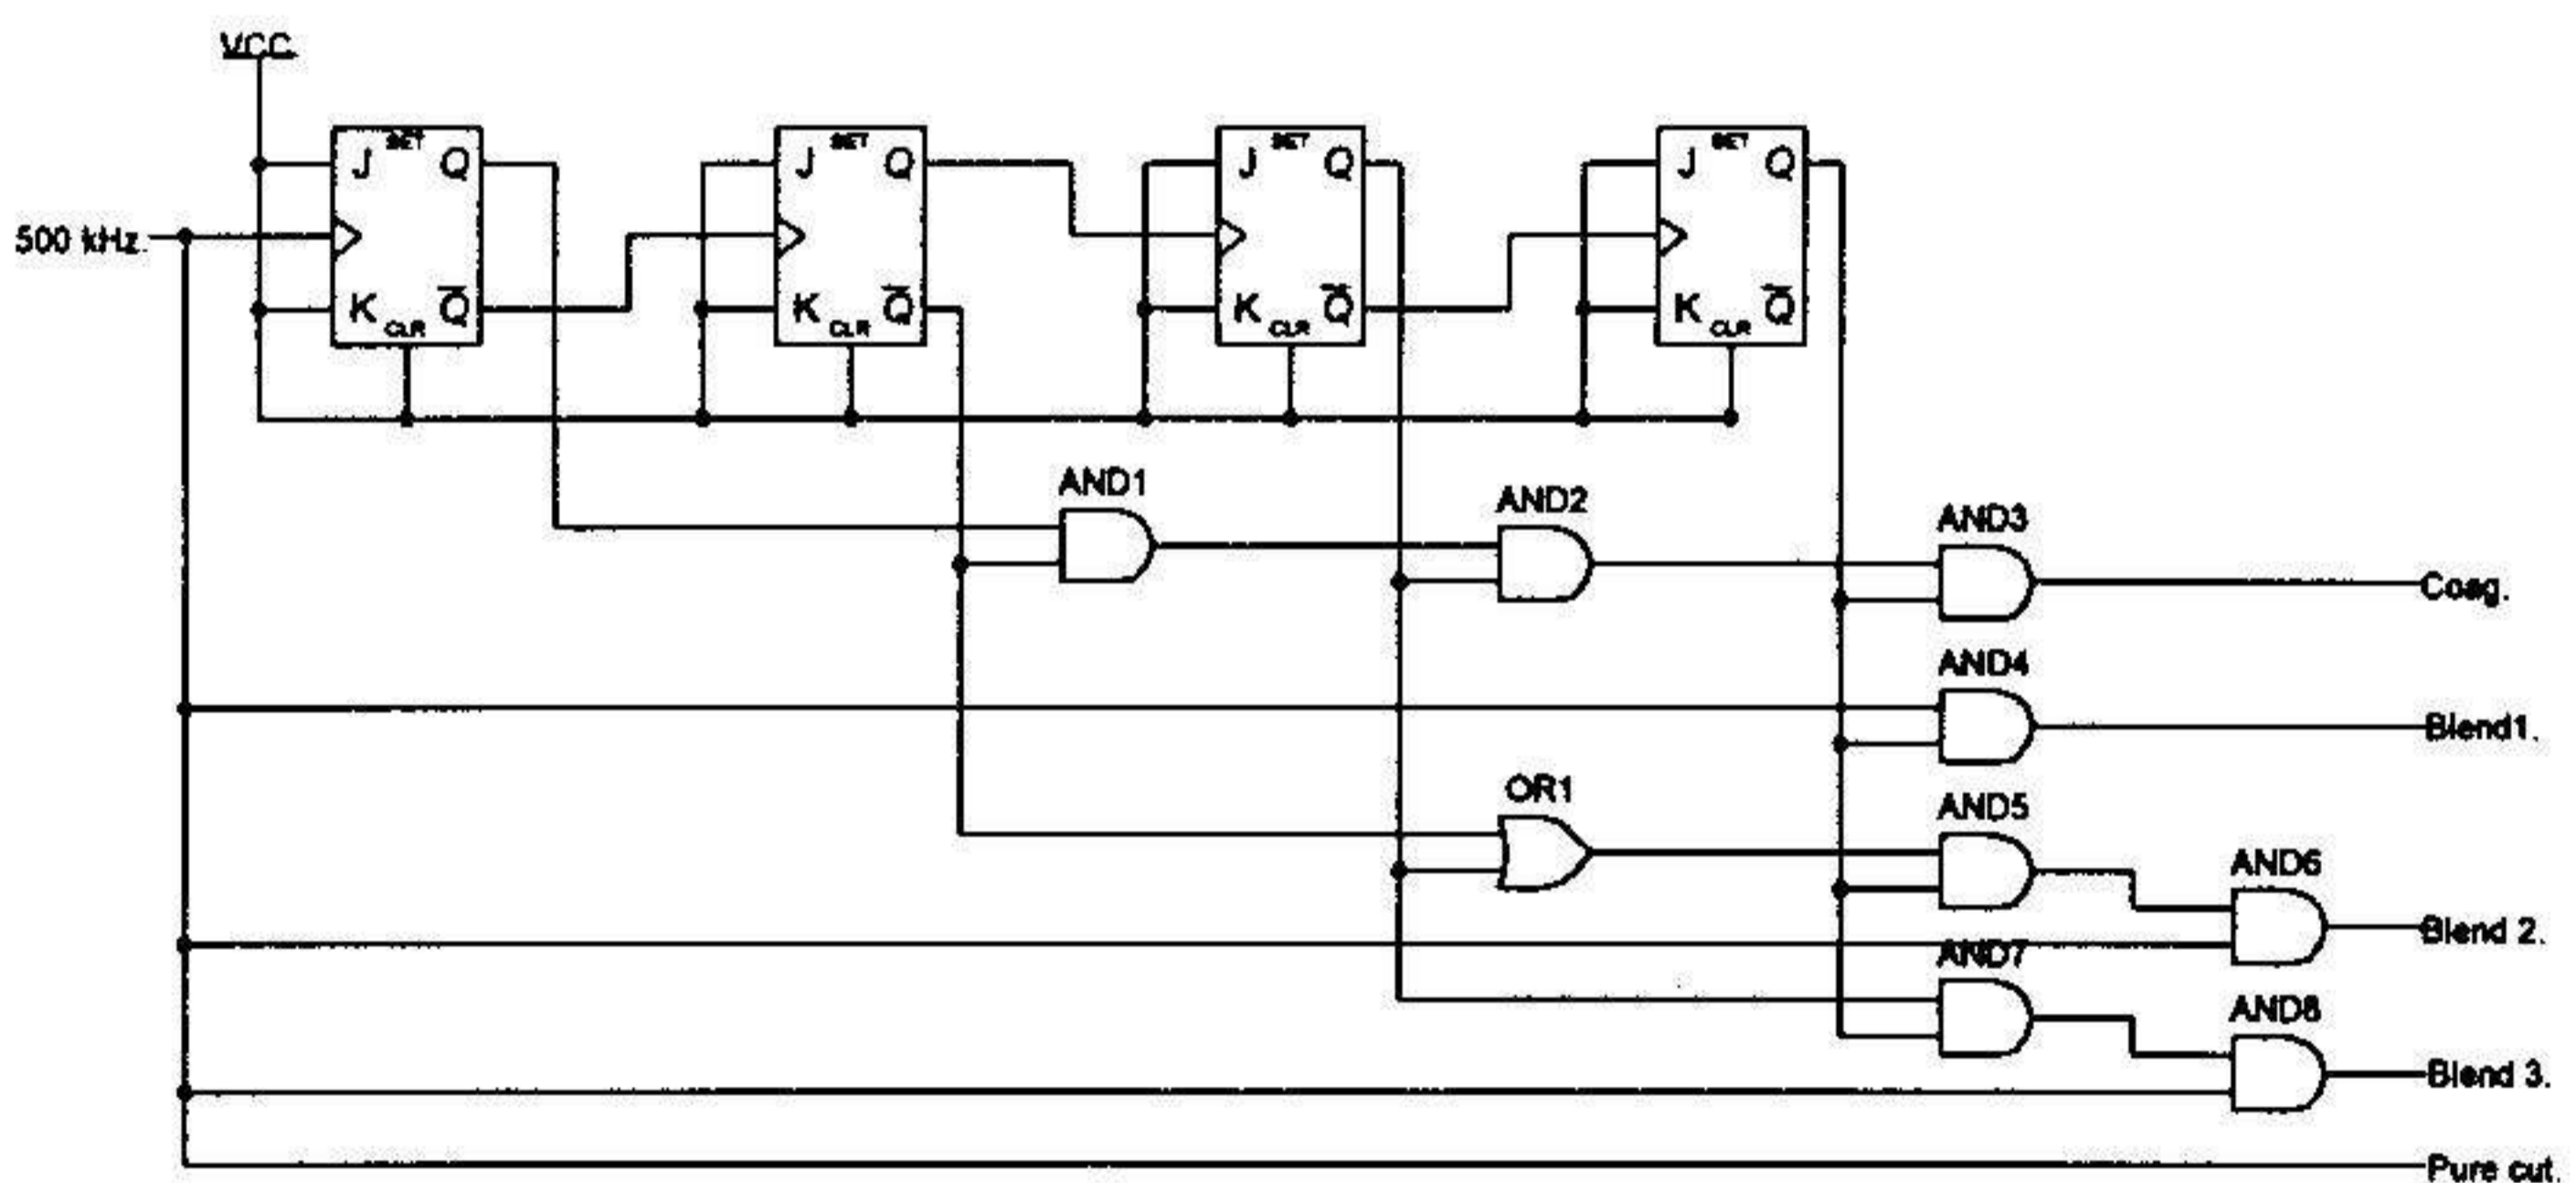 VCC.
SET SET SET SET
J Q J Q J Q J Q
500 kHz.
K CLR Q̅ K CLR Q̅ K CLR Q̅ K CLR Q̅
AND1
AND2
AND3
Coag.
AND4
Blend1.
OR1
AND5
AND6
Blend 2.
AND7
AND8
Blend 3.
Pure cut.